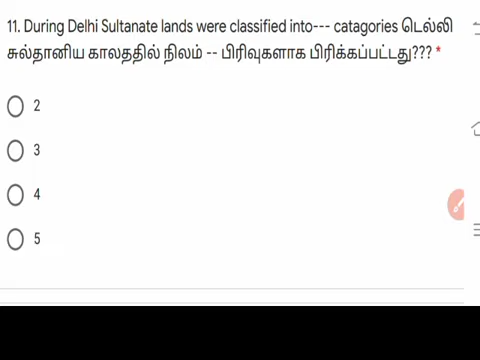 11. During Delhi Sultanate lands were classified into--- catagories டெல்லி
சுல்தானிய காலததில் நிலம் -- பிரிவுகளாக பிரிக்கப்பட்டது??? *
2
3
4
5